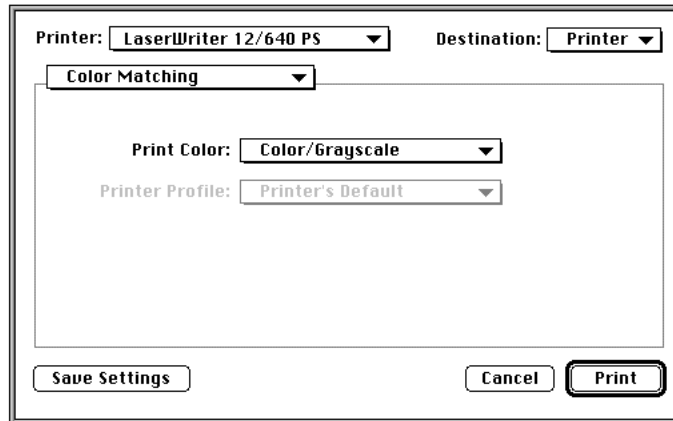 Printer: LaserWriter 12/640 PS Destination: Printer
Color Matching
Print Color: Color/Grayscale
Printer Profile: Printer's Default
Save Settings Cancel Print